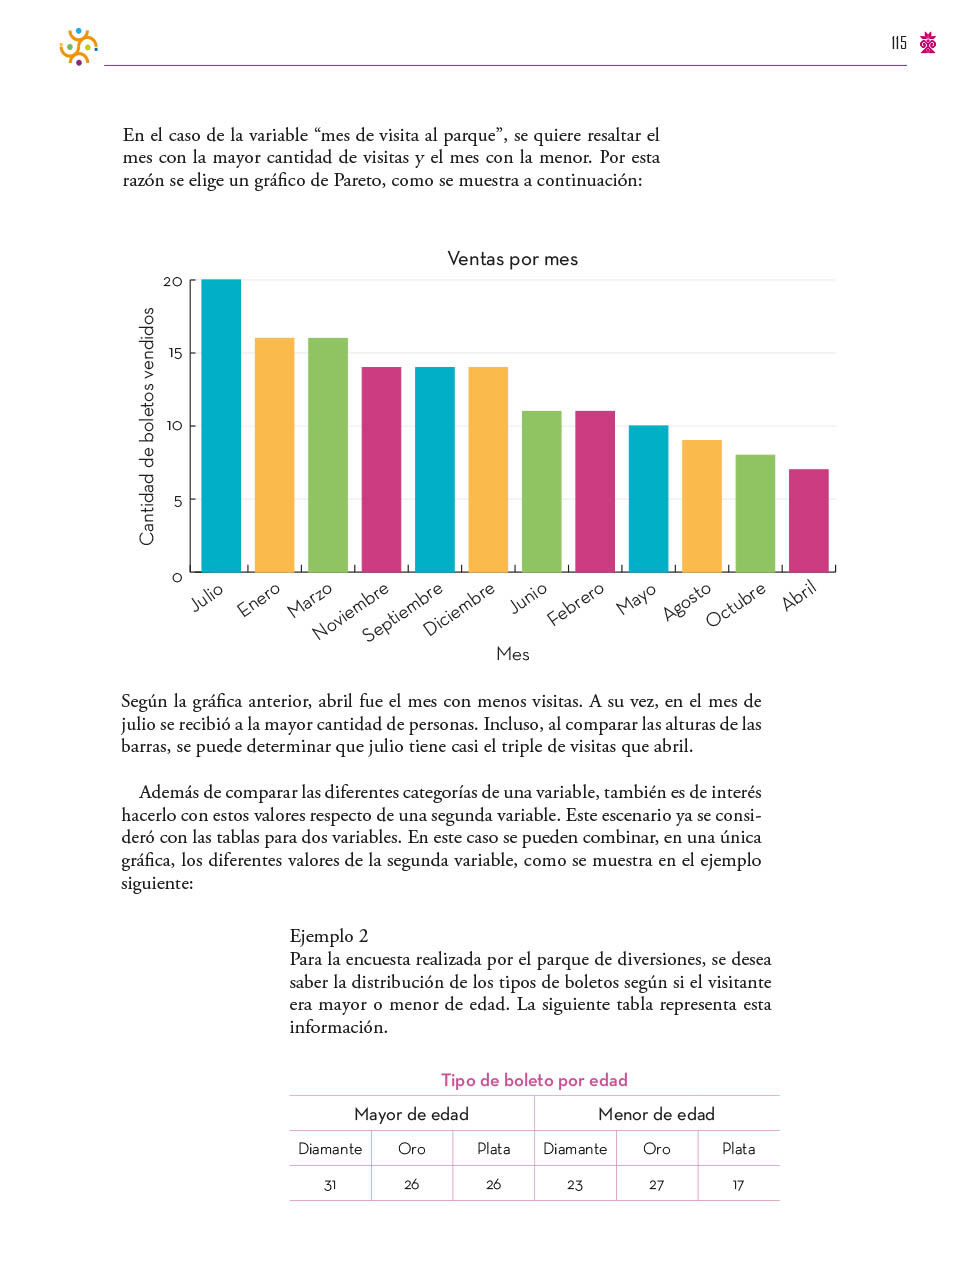 115
En el caso de la variable “mes de visita al parque”, se quiere resaltar el
mes con la mayor cantidad de visitas y el mes con la menor. Por esta
razón se elige un gráfico de Pareto, como se muestra a continuación:
Ventas por mes
Cantidad de boletos vendidos
20
15
10
5
0
Julio
Enero
Marzo
Noviembre
Septiembre
Diciembre
Junio
Febrero
Mayo
Agosto
Octubre
Abril
Mes
Según la gráfica anterior, abril fue el mes con menos visitas. A su vez, en el mes de
julio se recibió a la mayor cantidad de personas. Incluso, al comparar las alturas de las
barras, se puede determinar que julio tiene casi el triple de visitas que abril.
Además de comparar las diferentes categorías de una variable, también es de interés
hacerlo con estos valores respecto de una segunda variable. Este escenario ya se consi-
deró con las tablas para dos variables. En este caso se pueden combinar, en una única
gráfica, los diferentes valores de la segunda variable, como se muestra en el ejemplo
siguiente:
Ejemplo 2
Para la encuesta realizada por el parque de diversiones, se desea
saber la distribución de los tipos de boletos según si el visitante
era mayor o menor de edad. La siguiente tabla representa esta
información.
Tipo de boleto por edad
Mayor de edad Menor de edad
Diamante Oro Plata Diamante Oro Plata
31 26 26 23 27 17